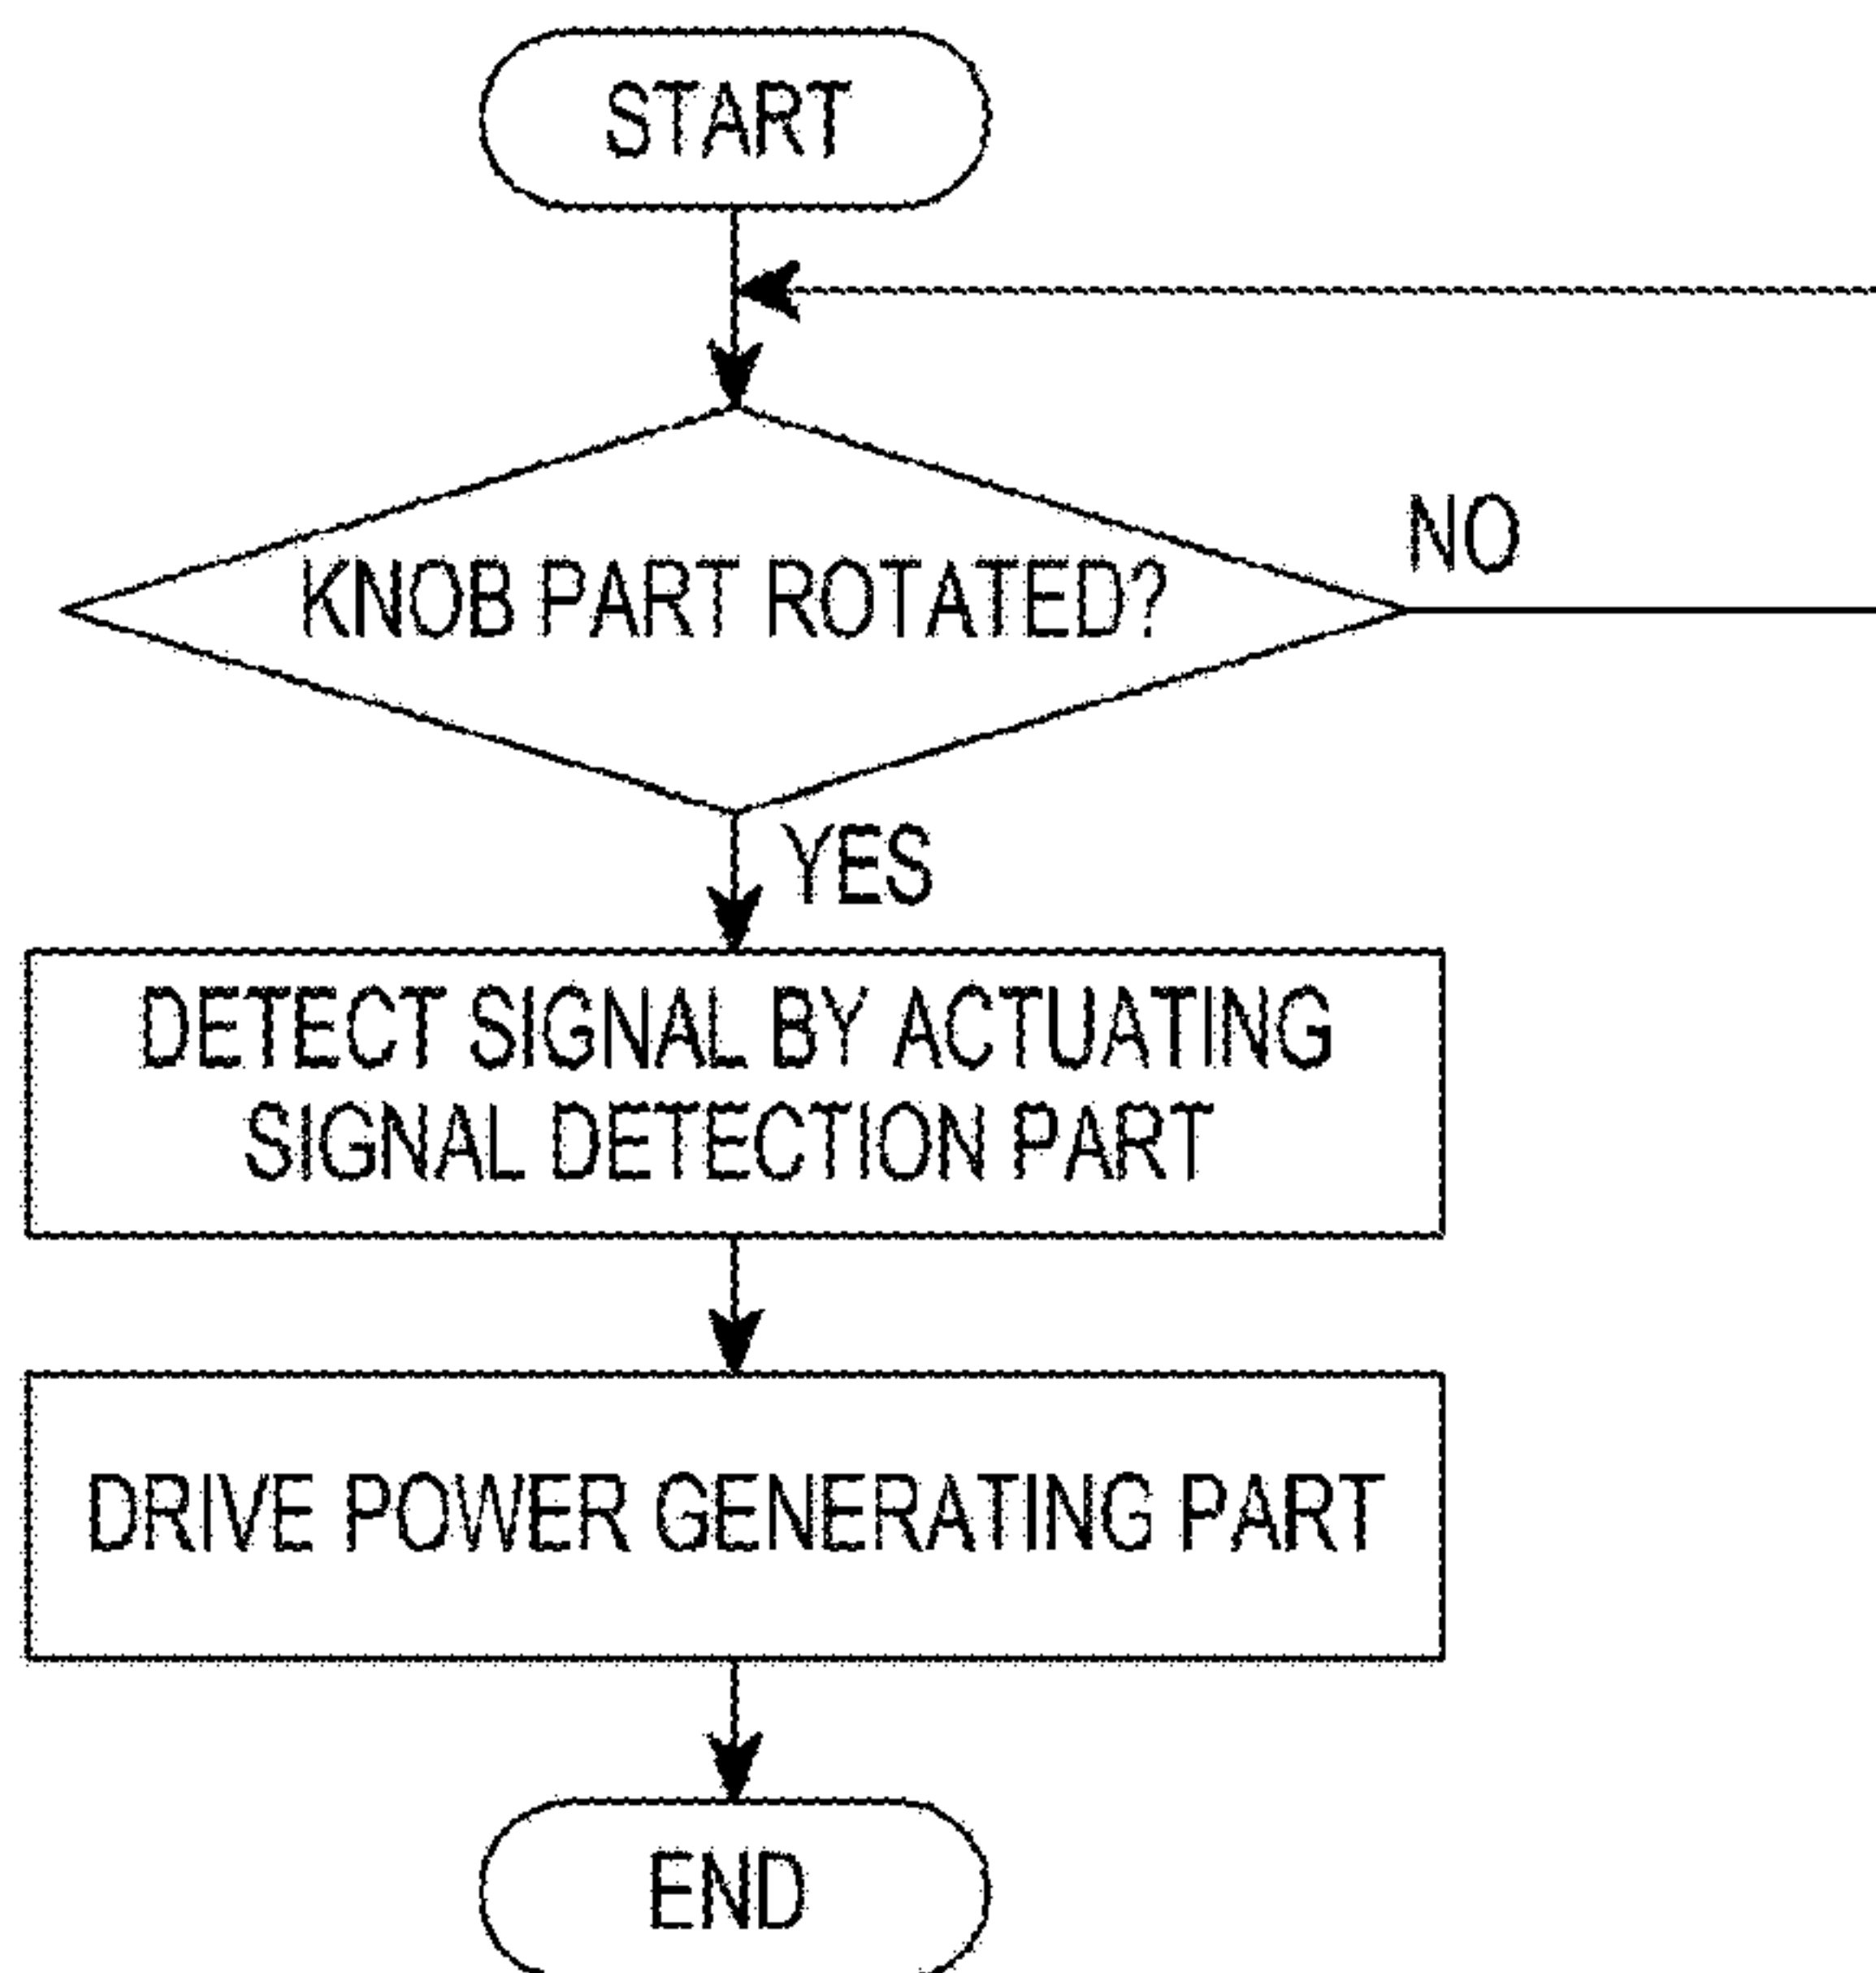 START
KNOB PART ROTATED?
NO
YES
DETECT SIGNAL BY ACTUATING
SIGNAL DETECTION PART
DRIVE POWER GENERATING PART
END